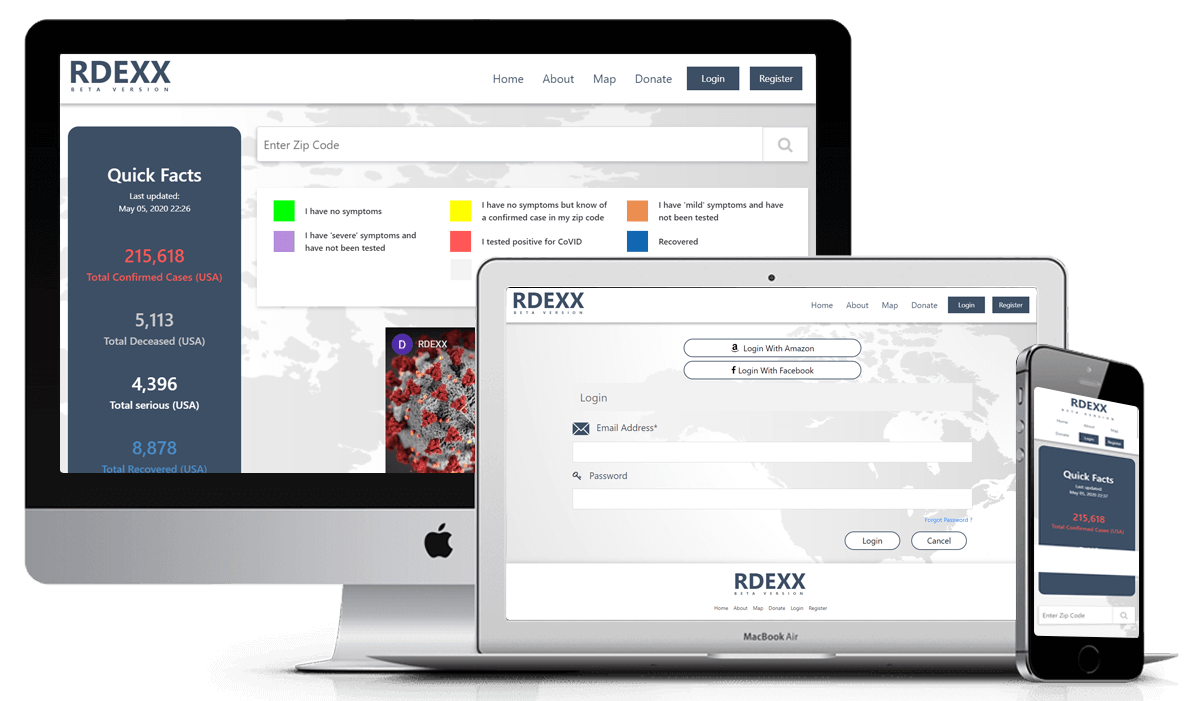 RDEXX
BETA VERSION
Home About Map Donate Login Register
Quick Facts
Last updated:
May 05, 2020 22:26
215,618
Total Confirmed Cases (USA)
5,113
Total Deceased (USA)
4,396
Total serious (USA)
8,878
Total Recovered (USA)
Enter Zip Code
I have no symptoms
I have no symptoms but know of
a confirmed case in my zip code
I have 'mild' symptoms and have
not been tested
I have 'severe' symptoms and
have not been tested
I tested positive for CoVID
Recovered
D RDEXX
RDEXX
BETA VERSION
Home About Map Donate Login Register
Login With Amazon
Login With Facebook
Login
Email Address*
Password
Forgot Password ?
Login Cancel
RDEXX
BETA VERSION
Home About Map Donate Login Register
MacBook Air
RDEXX
BETA VERSION
Home About Map
Donate Login Register
Quick Facts
Last updated:
May 05, 2020 22:37
215,618
Total Confirmed Cases (USA)
Enter Zip Code